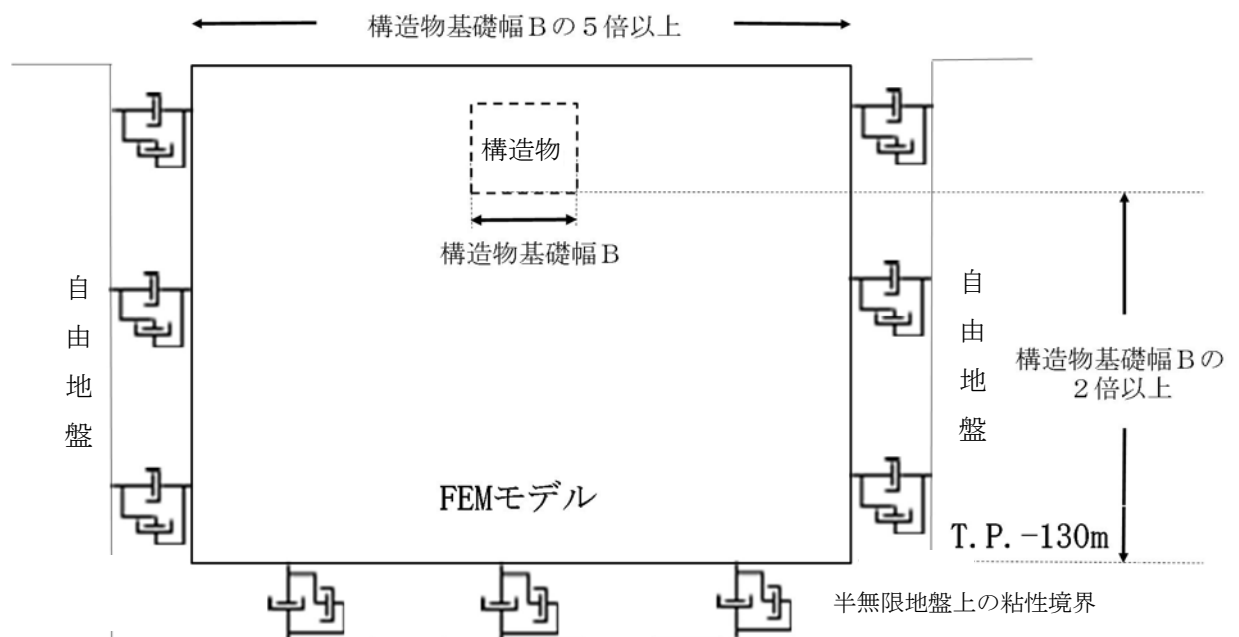 構造物基礎幅Ｂの５倍以上
構造物
構造物基礎幅Ｂ
自由地盤
自由地盤
構造物基礎幅Ｂの
２倍以上
FEMモデル
T.P.-130m
半無限地盤上の粘性境界